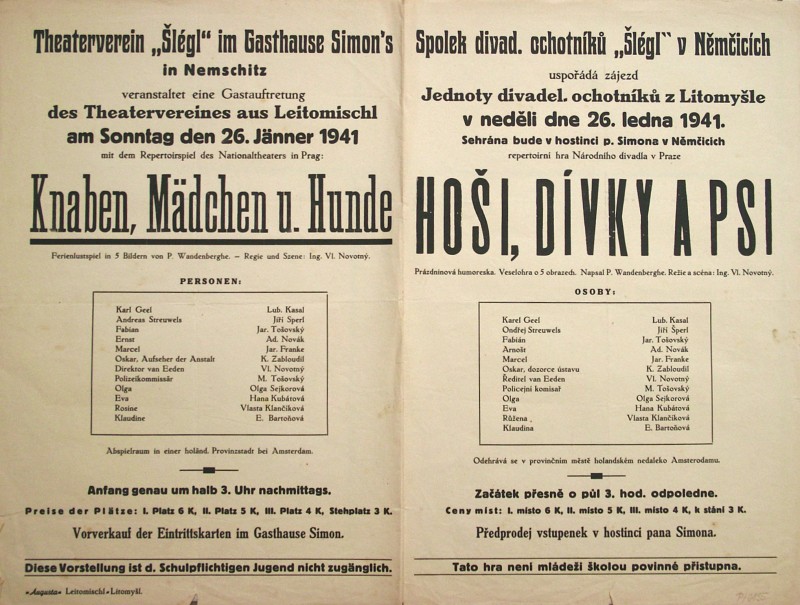 Theaterverein „Šlégl" im Gasthause Simon's
in Nemschitz
veranstaltet eine Gastauftretung
des Theatervereines aus Leitomischl
am Sonntag den 26. Jänner 1941
mit dem Repertoirspiel des Nationaltheaters in Prag:
Knaben, Mädchen u. Hunde
Ferienlustspiel in 5 Bildern von P. Wandenberghe. – Regie und Szene: Ing. Vl. Novotný.
PERSONEN:
Karl Geel Lub. Kasal
Andreas Streuwels Jiří Šperl
Fabian Jar. Tošovský
Ernst Ad. Novák
Marcel Jar. Franke
Oskar, Aufseher der Anstalt K. Zabloudil
Direktor van Eeden Vl. Novotný
Polizeikommissär M. Tošovský
Olga Olga Sejkorová
Eva Hana Kubátová
Rosine Vlasta Klančíková
Klaudine E. Bartoňová
Abspielraum in einer holänd. Provinzstadt bei Amsterdam.
Anfang genau um halb 3. Uhr nachmittags.
Preise der Plätze: I. Platz 6 K, II. Platz 5 K, III. Platz 4 K, Stehplatz 3 K.
Vorverkauf der Eintrittskarten im Gasthause Simon.
Diese Vorstellung ist d. Schulpflichtigen Jugend nicht zugänglich.
»Augusta« Leitomischl-Litomyšl.
Spolek divad. ochotníků „Šlégl" v Němčicích
uspořádá zájezd
Jednoty divadel. ochotníků z Litomyšle
v neděli dne 26. ledna 1941.
Sehrána bude v hostinci p. Simona v Němčicích
repertoirní hra Národního divadla v Praze
HOŠI, DÍVKY A PSI
Prázdninová humoreska. Veselohra o 5 obrazech. Napsal P. Wandenberghe. Režie a scéna: Ing. Vl. Novotný.
OSOBY:
Karel Geel Lub. Kasal
Ondřej Streuwels Jiří Šperl
Fabián Jar. Tošovský
Arnošt Ad. Novák
Marcel Jar. Franke
Oskar, dozorce ústavu K. Zabloudil
Ředitel van Eeden Vl. Novotný
Policejní komisař M. Tošovský
Olga Olga Sejkorová
Eva Hana Kubátová
Růžena Vlasta Klančíková
Klaudina E. Bartoňová
Odehrává se v provinčním městě holandském nedaleko Amsterodamu.
Začátek přesně o půl 3. hod. odpoledne.
Ceny míst: I. místo 6 K, II. místo 5 K, III. místo 4 K, k stání 3 K.
Předprodej vstupenek v hostinci pana Simona.
Tato hra není mládeži školou povinné přístupna.